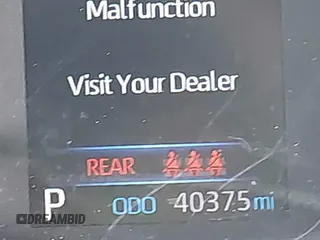 Malfunction
Visit Your Dealer
REAR
P ODO 40375 mi
DREAMBID